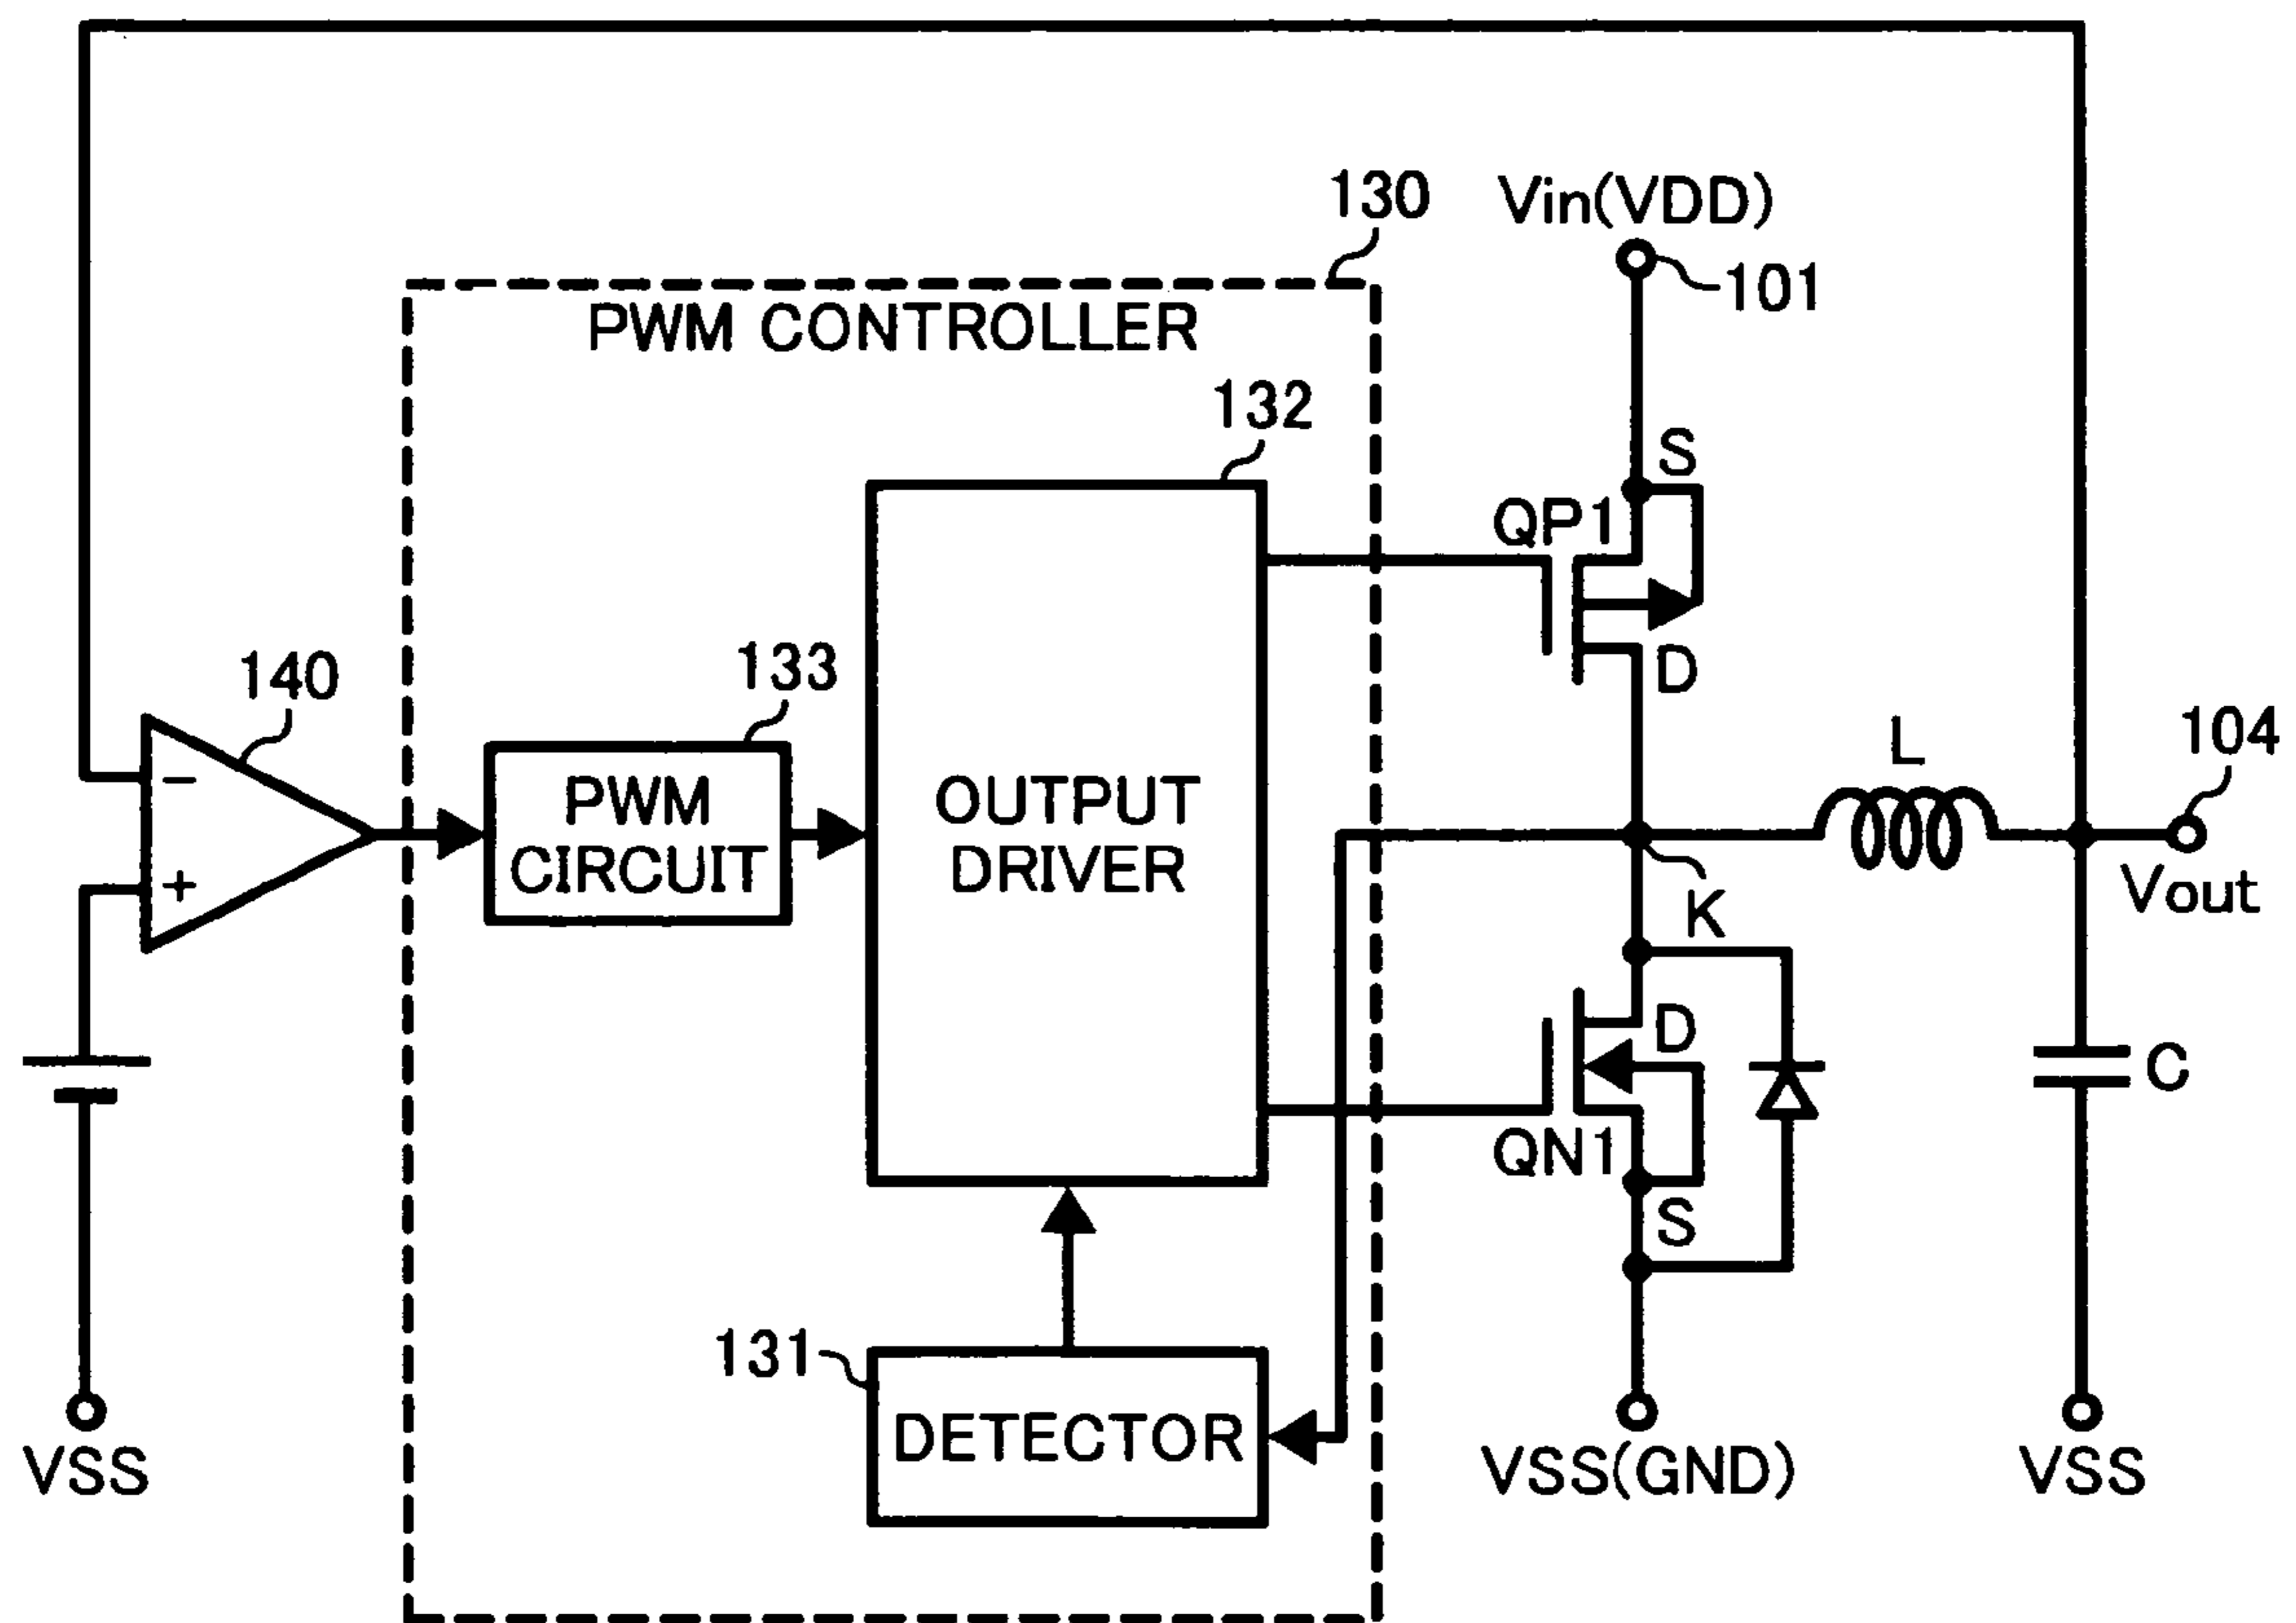 130
Vin(VDD)
101
PWM CONTROLLER
132
S
QP1
140
133
D
L
104
−
PWM
CIRCUIT
OUTPUT
DRIVER
+
K
Vout
D
C
QN1
S
131
DETECTOR
VSS
VSS(GND)
VSS